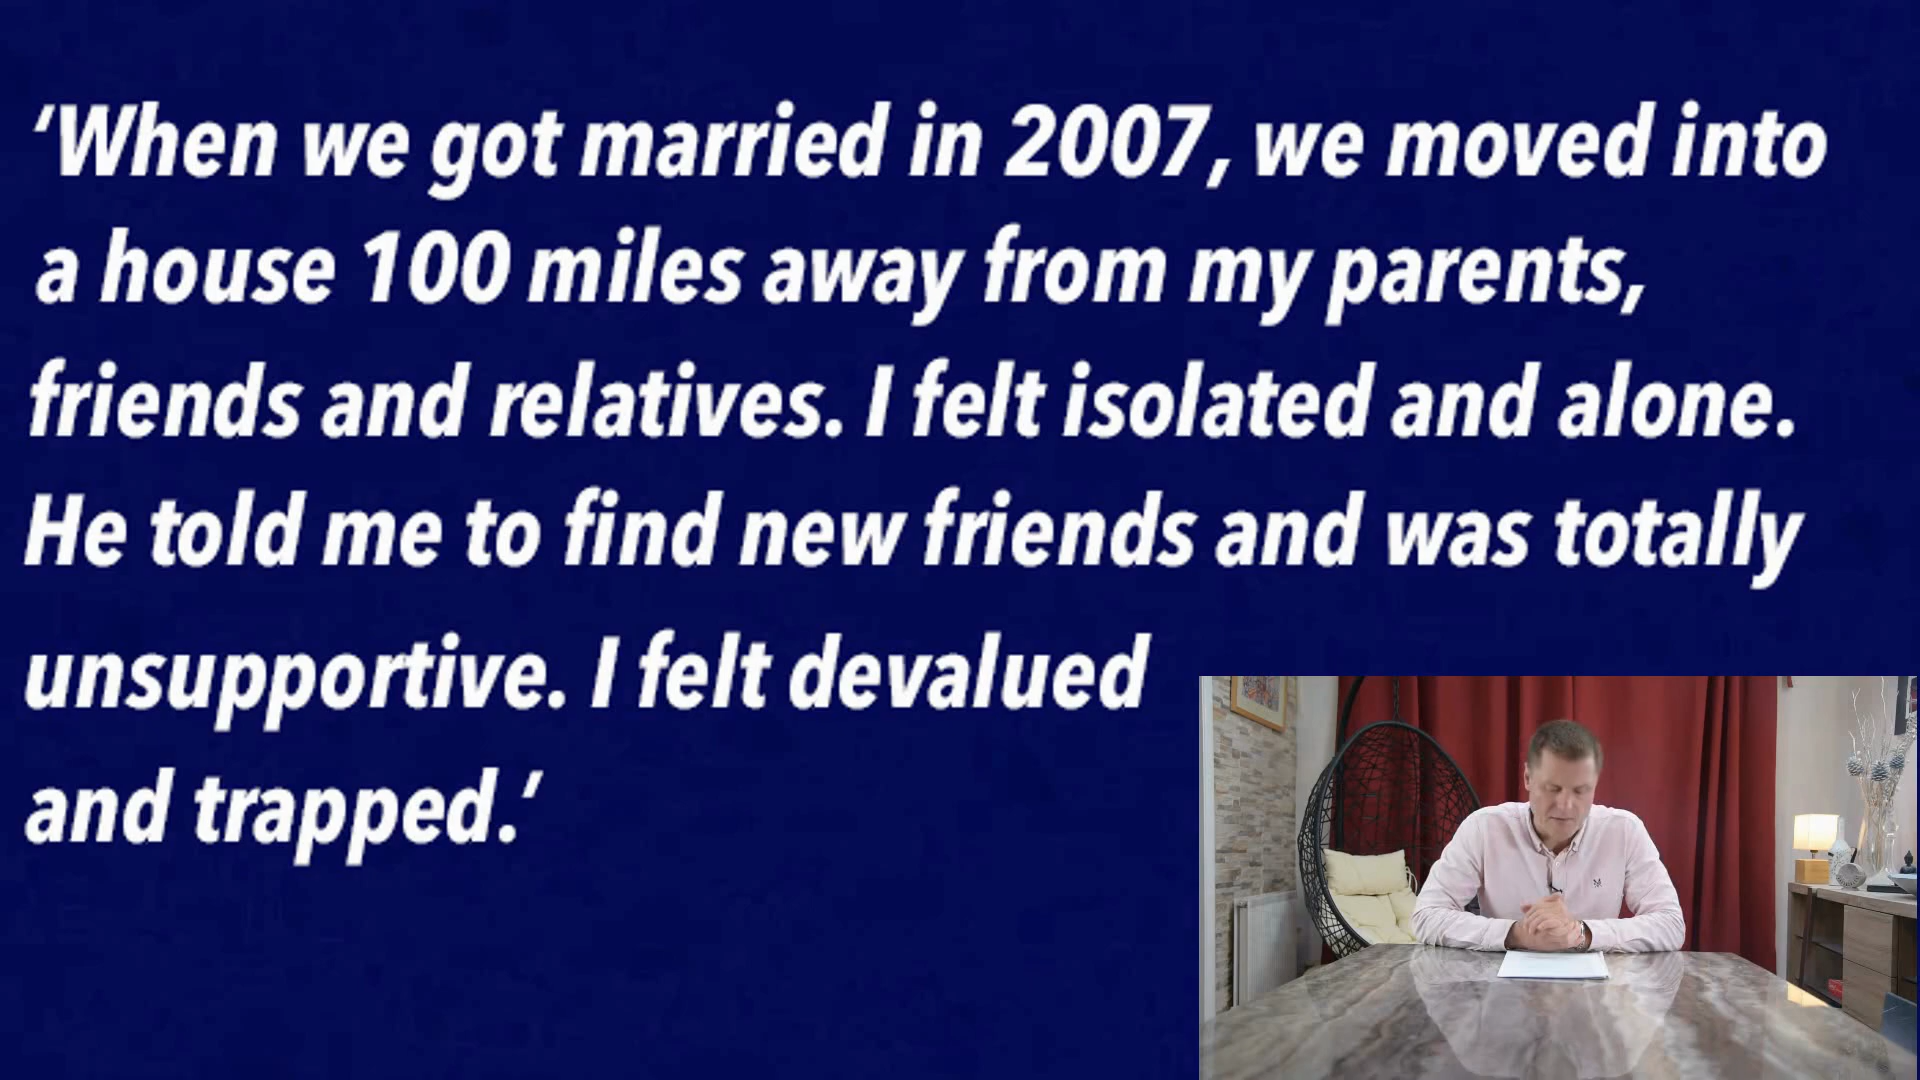 ‘When we got married in 2007, we moved into
a house 100 miles away from my parents,
friends and relatives. I felt isolated and alone.
He told me to find new friends and was totally
unsupportive. I felt devalued
and trapped.’